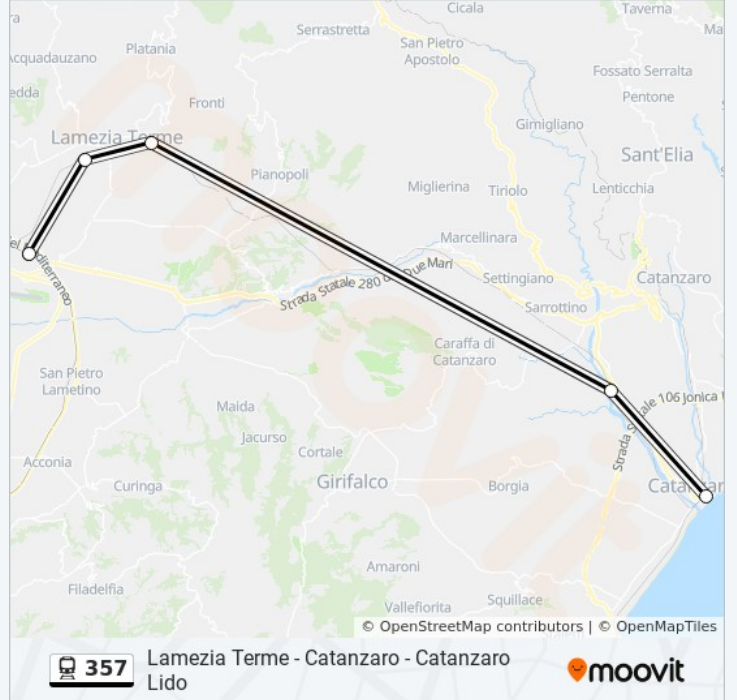 Cicala
Taverna
Serrastretta
Platania
San Pietro
Apostolo
Acquadauzano
Fossato Serralta
Pentone
Fronti
Gimigliano
Lamezia Terme
Sant'Elia
Pianopoli
Miglierina
Tiriolo
Lenticchia
Marcellinara
Strada Statale 280 dei Due Mari
Settingiano
Catanzaro
Sarrottino
Caraffa di
Catanzaro
San Pietro
Lametino
Strada Statale 106 Jonica
Maida
Jacurso
Cortale
Acconia
Girifalco
Curinga
Borgia
Catanzar
Amaroni
Filadelfia
Squillace
Vallefiorita
© OpenStreetMap contributors | © OpenMapTiles
357
Lamezia Terme - Catanzaro - Catanzaro
Lido
moovit